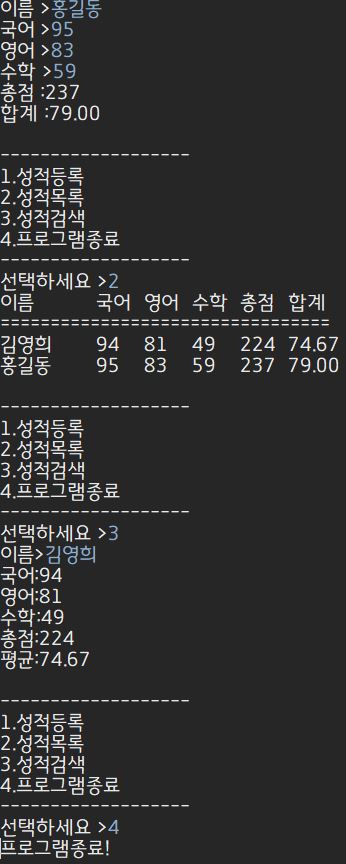 이름 >홍길동
국어 >95
영어 >83
수학 >59
총점 :237
합계 :79.00
-------------------
1.성적등록
2.성적목록
3.성적검색
4.프로그램종료
-------------------
선택하세요 >2
이름 국어 영어 수학 총점 합계
=================================
김영희 94 81 49 224 74.67
홍길동 95 83 59 237 79.00
-------------------
1.성적등록
2.성적목록
3.성적검색
4.프로그램종료
-------------------
선택하세요 >3
이름>김영희
국어:94
영어:81
수학:49
총점:224
평균:74.67
-------------------
1.성적등록
2.성적목록
3.성적검색
4.프로그램종료
-------------------
선택하세요 >4
프로그램종료!